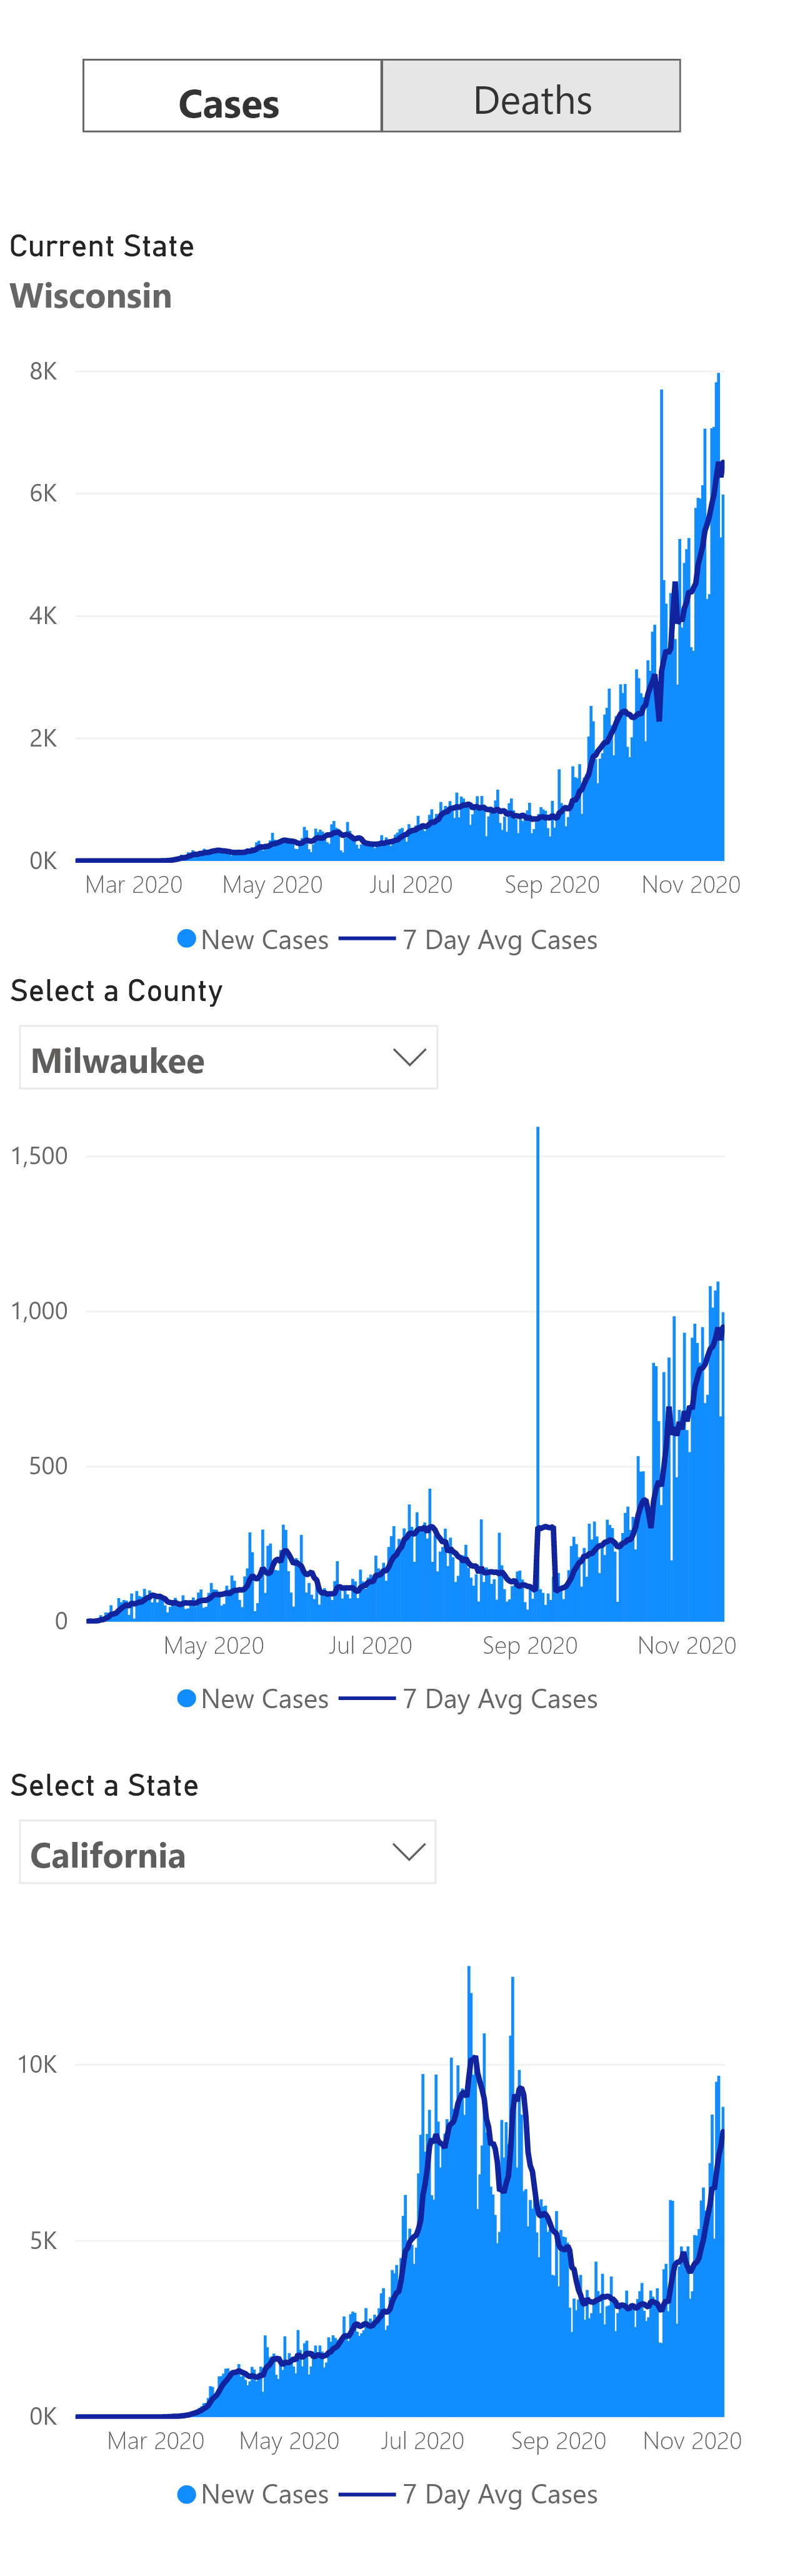 Cases Deaths
Current State
Wisconsin
8K
6K
4K
2K
0K
Mar 2020 May 2020 Jul 2020 Sep 2020 Nov 2020
New Cases 7 Day Avg Cases
Select a County
Milwaukee
1,500
1,000
500
0
May 2020 Jul 2020 Sep 2020 Nov 2020
New Cases 7 Day Avg Cases
Select a State
California
10K
5K
0K
Mar 2020 May 2020 Jul 2020 Sep 2020 Nov 2020
New Cases 7 Day Avg Cases